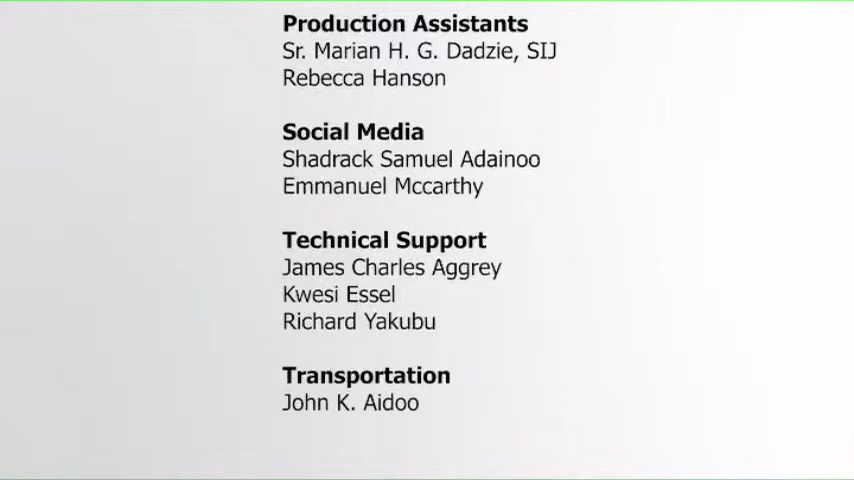 Production Assistants
Sr. Marian H. G. Dadzie, SIJ
Rebecca Hanson
Social Media
Shadrack Samuel Adainoo
Emmanuel Mccarthy
Technical Support
James Charles Aggrey
Kwesi Essel
Richard Yakubu
Transportation
John K. Aidoo